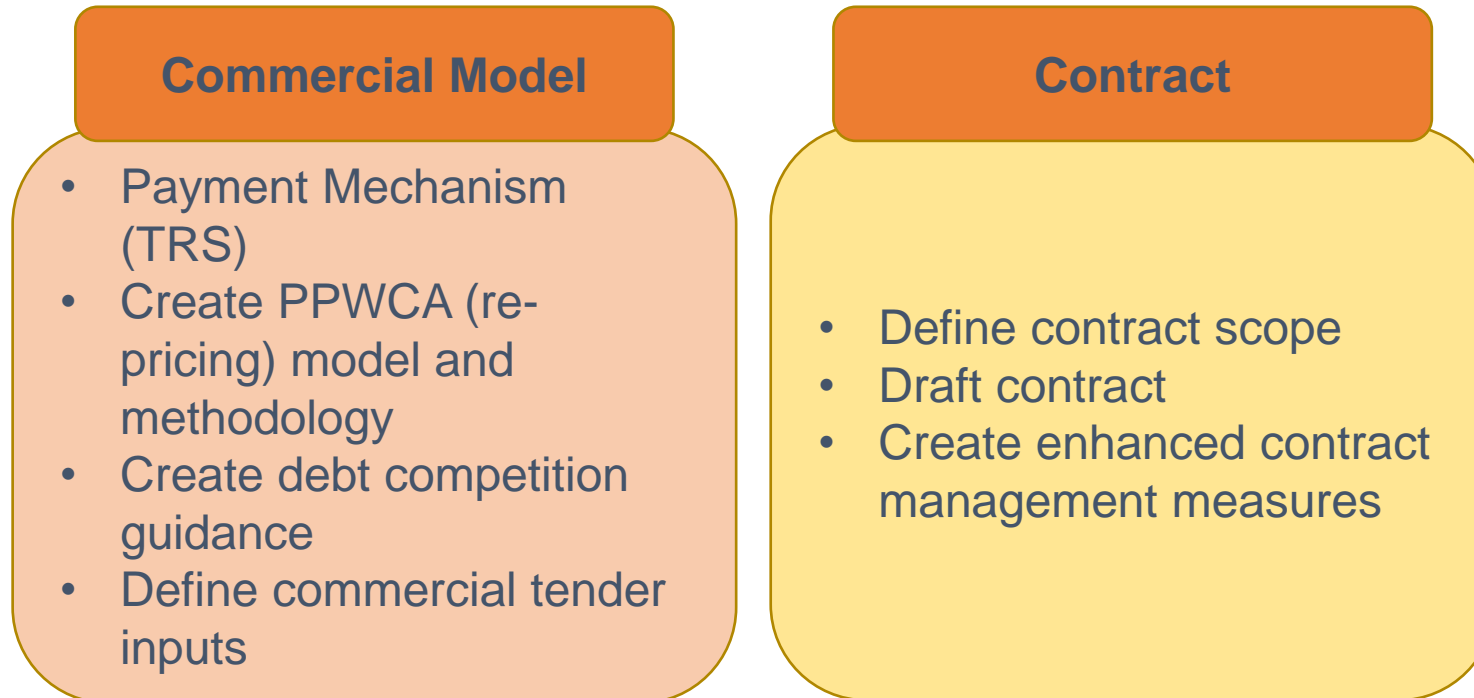 Commercial Model
• Payment Mechanism
(TRS)
• Create PPWCA (re-
pricing) model and
methodology
• Create debt competition
guidance
• Define commercial tender
inputs
Contract
• Define contract scope
• Draft contract
• Create enhanced contract
management measures